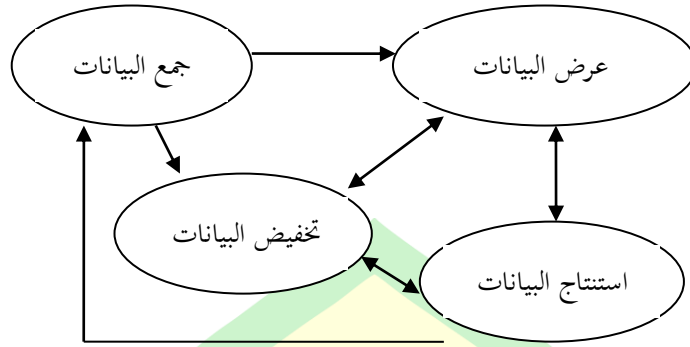 جمع البيانات
عرض البيانات
تخفيض البيانات
استنتاج البيانات